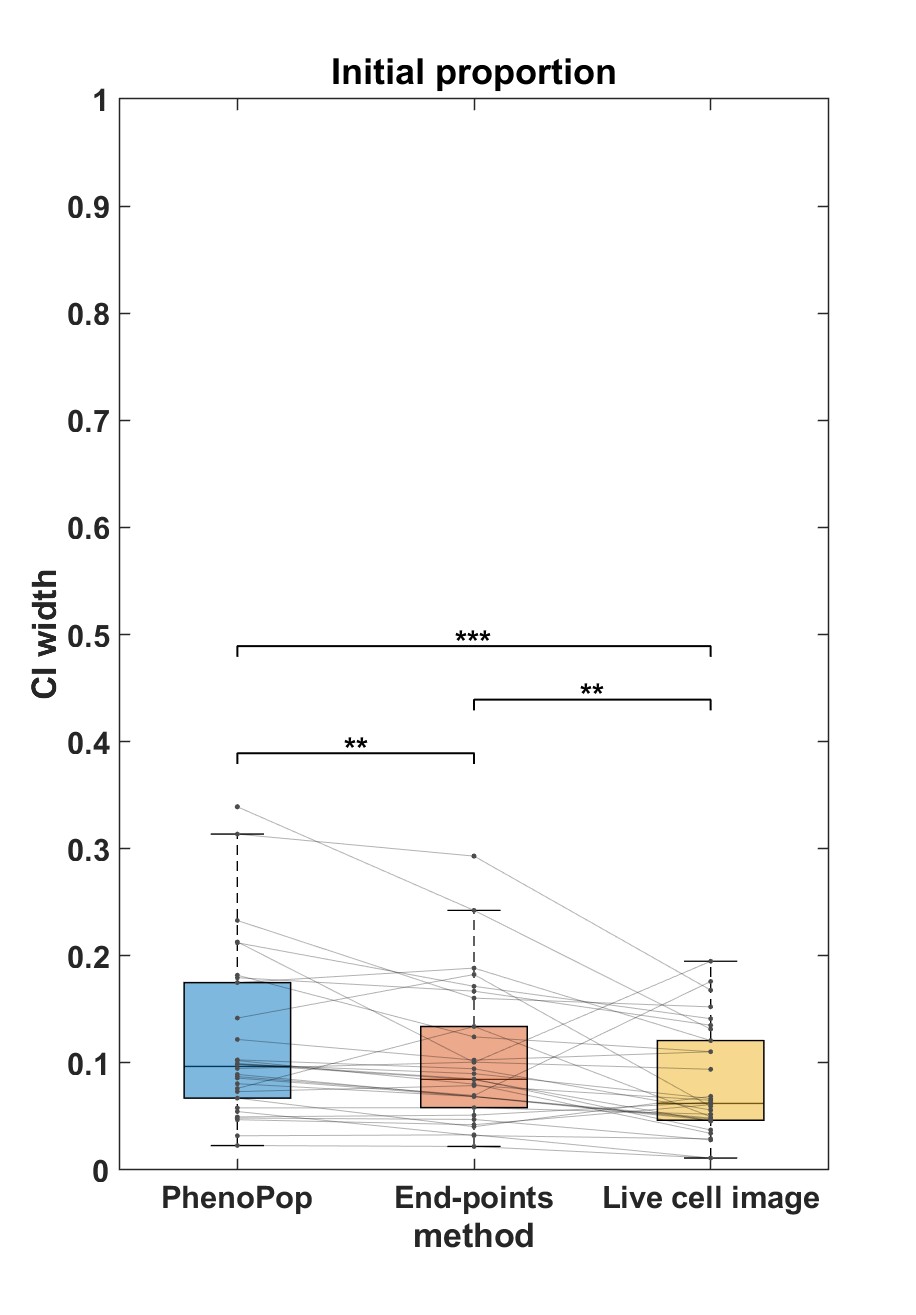 Initial proportion
1
0.9
0.8
0.7
0.6
0.5
0.4
0.3
0.2
0.1
0
CI width
***
**
**
PhenoPop
End-points
method
Live cell image